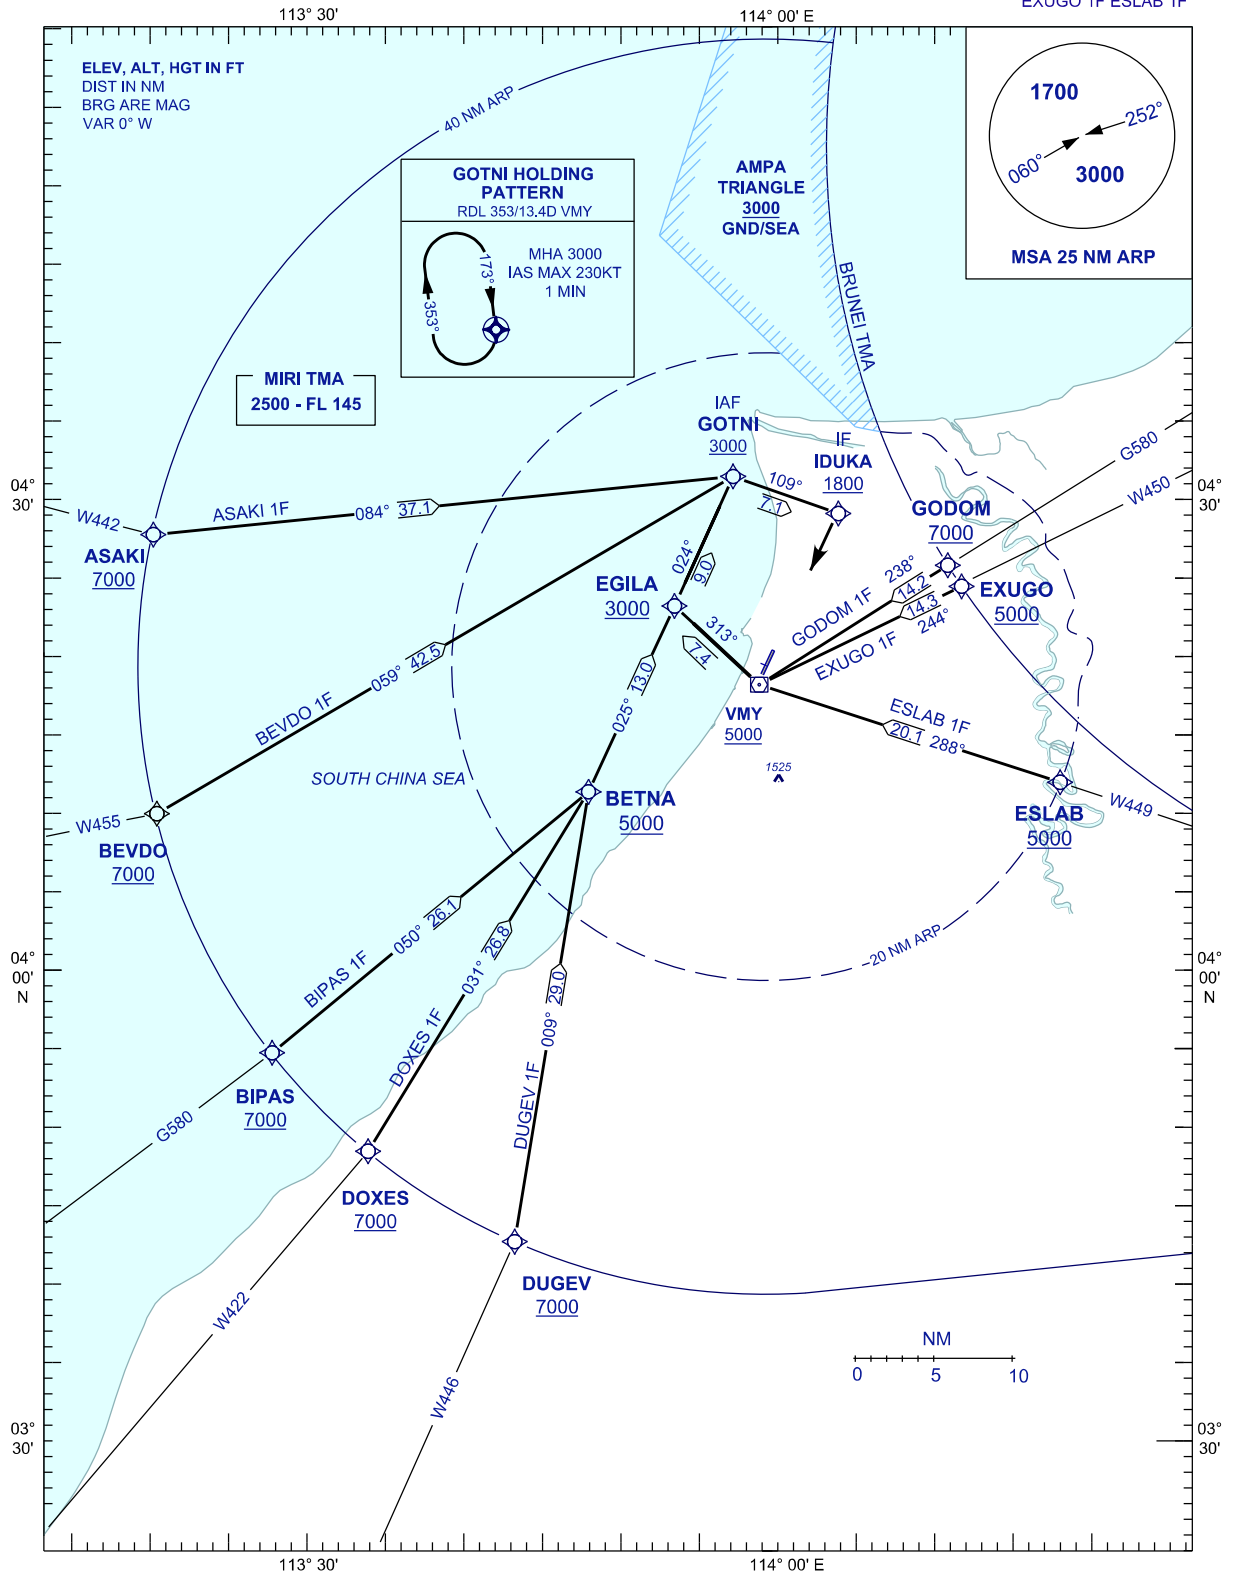 EXUGO 1F ESLAB 1F
113° 30'
114° 00' E
ELEV, ALT, HGT IN FT
DIST IN NM
BRG ARE MAG
VAR 0° W
40 NM ARP
GOTNI HOLDING
PATTERN
RDL 353/13.4D VMY
MHA 3000
IAS MAX 230KT
1 MIN
173°
353°
AMPA
TRIANGLE
3000
GND/SEA
1700
252°
060°
3000
MSA 25 NM ARP
BRUNEI TMA
MIRI TMA
2500 - FL 145
IAF
GOTNI
3000
IF
IDUKA
1800
G580
W450
04°
30'
04°
30'
W442
ASAKI 1F
084°
37.1
109°
7.1
GODOM
7000
ASAKI
7000
024°
9.0
EGILA
3000
238°
14.2
GODOM 1F
EXUGO
5000
14.3
244°
EXUGO 1F
313°
7.4
BEVDO 1F
059°
42.5
025°
13.0
VMY
5000
ESLAB 1F
20.1
288°
1525
SOUTH CHINA SEA
W455
BEVDO
7000
BETNA
5000
W449
ESLAB
5000
BIPAS 1F
050°
26.1
DOXES 1F
031°
26.8
DUGEV 1F
009°
29.0
20 NM ARP
04°
00'
N
04°
00'
N
BIPAS
7000
G580
DOXES
7000
DUGEV
7000
W422
W446
NM
0
5
10
03°
30'
03°
30'
113° 30'
114° 00' E